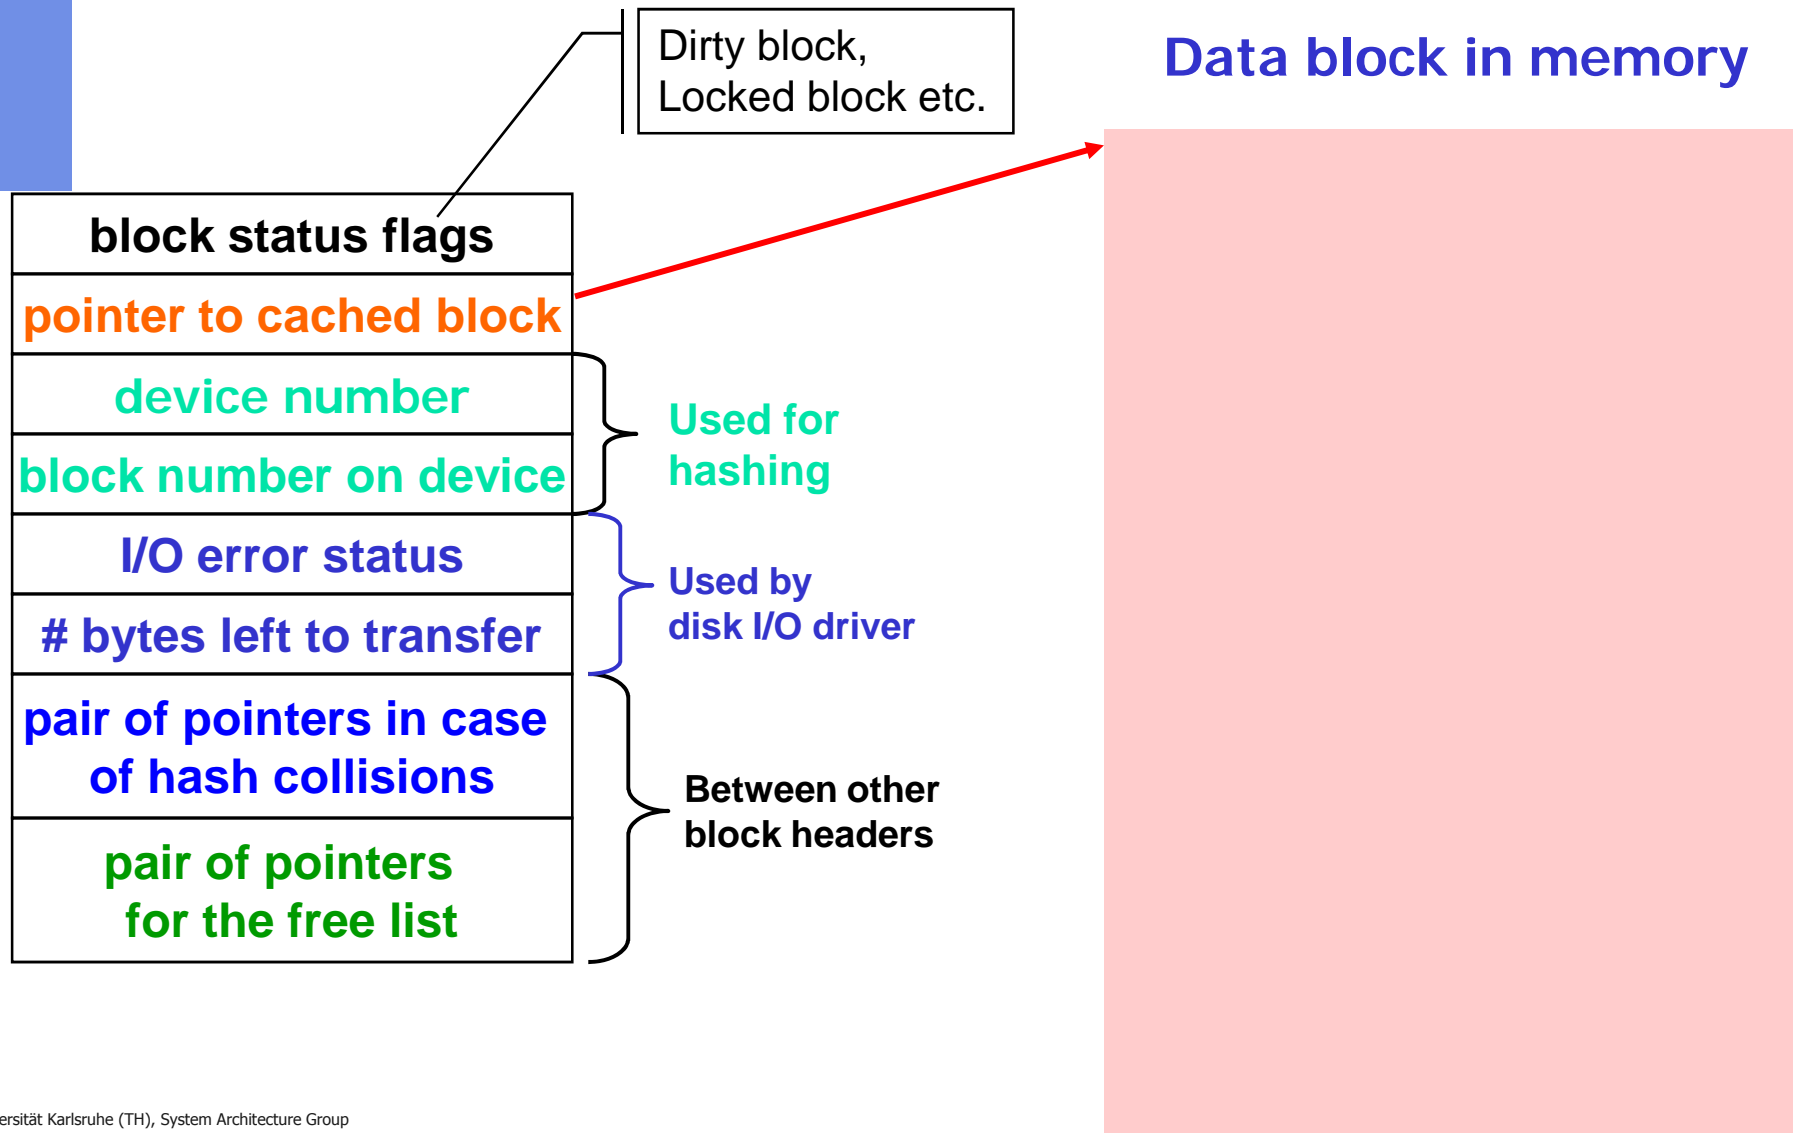 Dirty block,
Locked block etc.
Data block in memory
block status flags
pointer to cached block
device number
block number on device
Used for
hashing
I/O error status
# bytes left to transfer
Used by
disk I/O driver
pair of pointers in case
of hash collisions
pair of pointers
for the free list
Between other
block headers
ersität Karlsruhe (TH), System Architecture Group